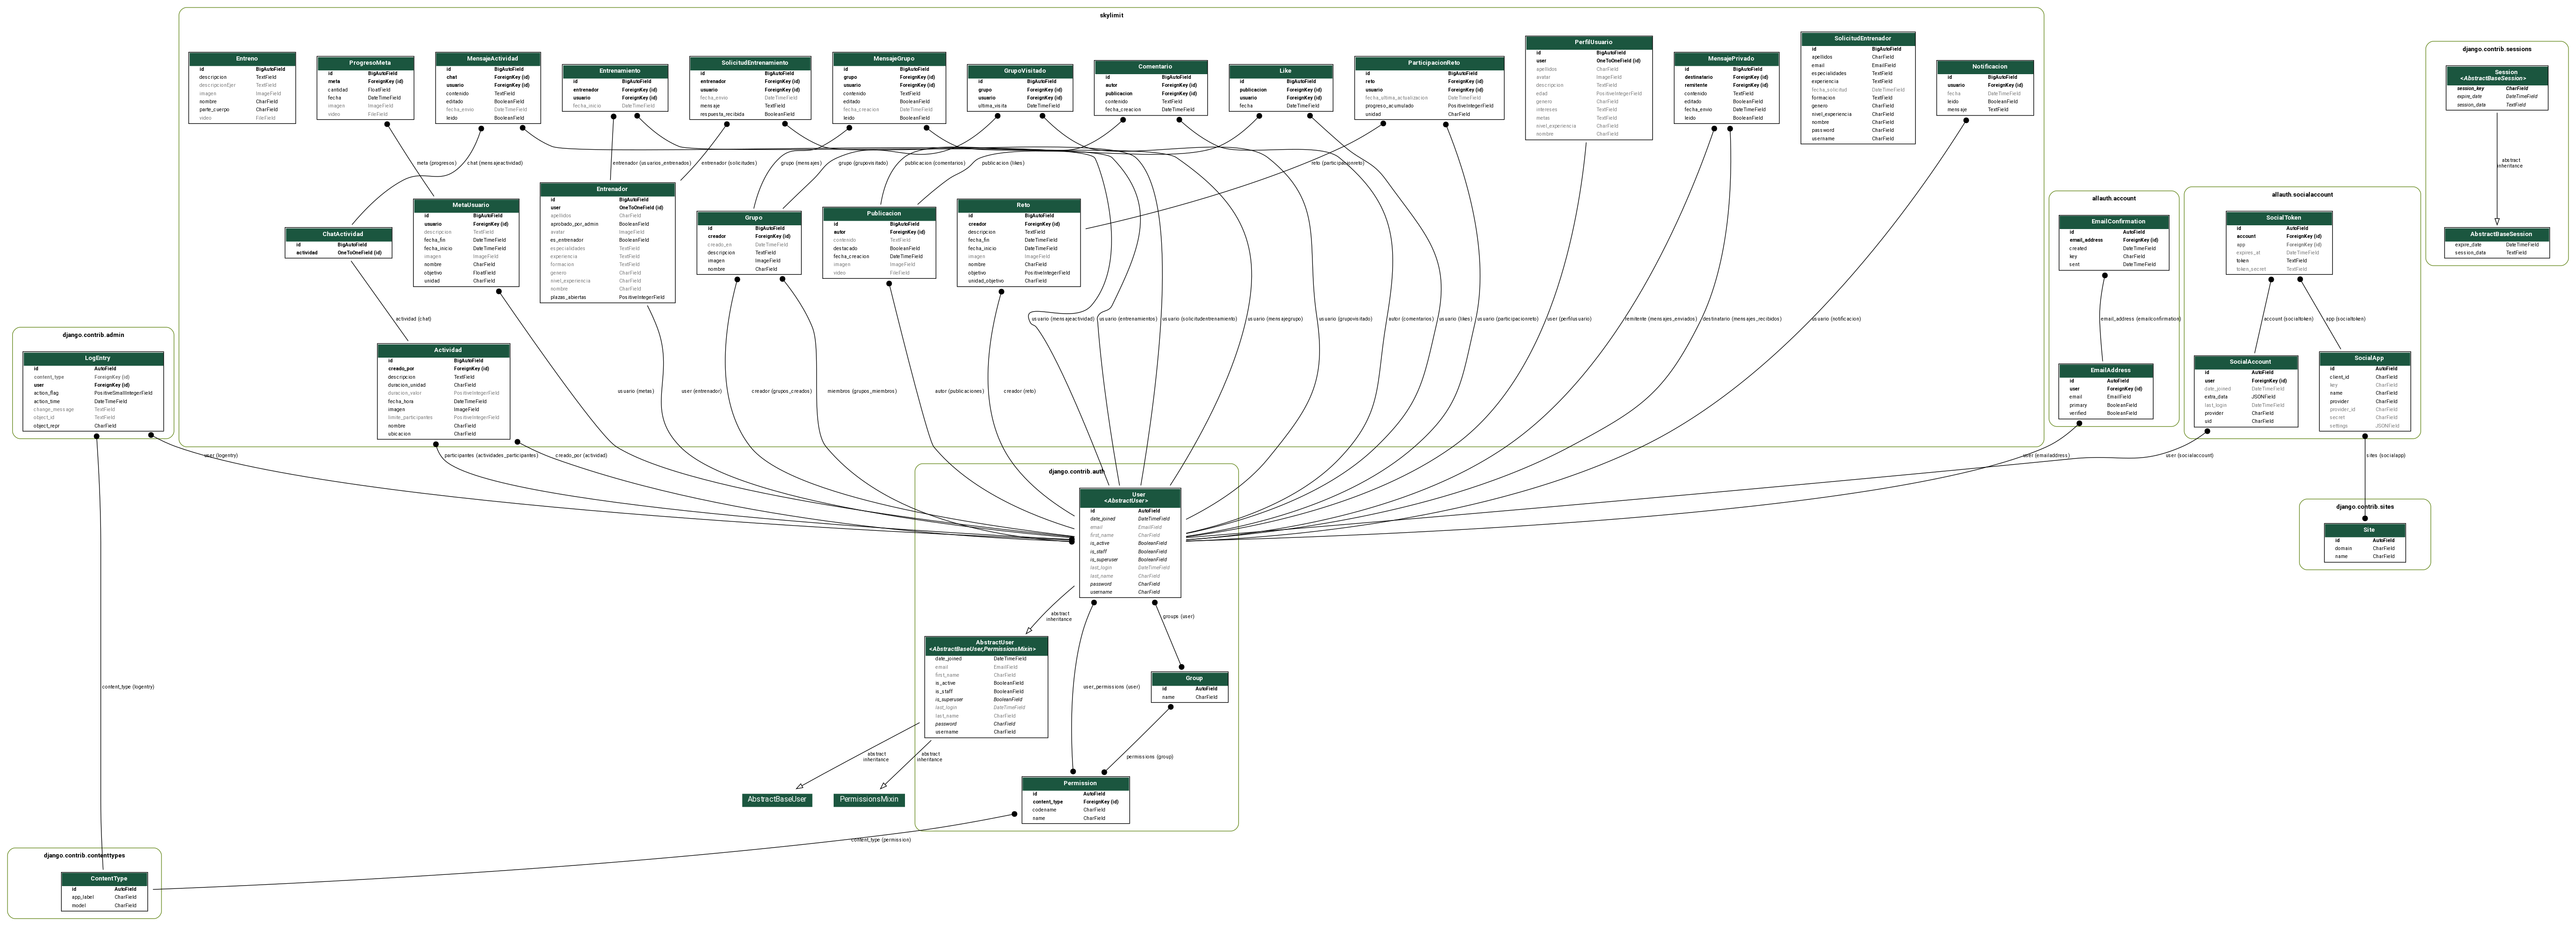 skylimit
Entreno
id BigAutoField
descripcion TextField
descripcionEjer TextField
imagen ImageField
nombre CharField
parte_cuerpo CharField
video FileField
ProgresoMeta
id BigAutoField
meta ForeignKey (id)
cantidad FloatField
fecha DateTimeField
imagen ImageField
video FileField
MensajeActividad
id BigAutoField
chat ForeignKey (id)
usuario ForeignKey (id)
contenido TextField
editado BooleanField
fecha_envio DateTimeField
leido BooleanField
Entrenamiento
id BigAutoField
entrenador ForeignKey (id)
usuario ForeignKey (id)
fecha_inicio DateTimeField
SolicitudEntrenamiento
id BigAutoField
entrenador ForeignKey (id)
usuario ForeignKey (id)
fecha_envio DateTimeField
mensaje TextField
respuesta_recibida BooleanField
MensajeGrupo
id BigAutoField
grupo ForeignKey (id)
usuario ForeignKey (id)
contenido TextField
editado BooleanField
fecha_creacion DateTimeField
leido BooleanField
GrupoVisitado
id BigAutoField
grupo ForeignKey (id)
usuario ForeignKey (id)
ultima_visita DateTimeField
Comentario
id BigAutoField
autor ForeignKey (id)
publicacion ForeignKey (id)
contenido TextField
fecha_creacion DateTimeField
Like
id BigAutoField
publicacion ForeignKey (id)
usuario ForeignKey (id)
fecha DateTimeField
ParticipacionReto
id BigAutoField
reto ForeignKey (id)
usuario ForeignKey (id)
fecha_ultima_actualizacion DateTimeField
progreso_acumulado PositiveIntegerField
unidad CharField
PerfilUsuario
id BigAutoField
user OneToOneField (id)
apellidos CharField
avatar ImageField
descripcion TextField
edad PositiveIntegerField
genero CharField
intereses TextField
metas TextField
nivel_experiencia CharField
nombre CharField
MensajePrivado
id BigAutoField
destinatario ForeignKey (id)
remitente ForeignKey (id)
contenido TextField
editado BooleanField
fecha_envio DateTimeField
leido BooleanField
SolicitudEntrenador
id BigAutoField
apellidos CharField
email EmailField
especialidades TextField
experiencia TextField
fecha_solicitud DateTimeField
formacion TextField
genero CharField
nivel_experiencia CharField
nombre CharField
password CharField
username CharField
Notificacion
id BigAutoField
usuario ForeignKey (id)
fecha DateTimeField
leido BooleanField
mensaje TextField
django.contrib.sessions
Session
<AbstractBaseSession>
session_key CharField
expire_date DateTimeField
session_data TextField
abstract
inheritance
AbstractBaseSession
expire_date DateTimeField
session_data TextField
meta (progresos)
chat (mensajeactividad)
entrenador (usuarios_entrenados)
entrenador (solicitudes)
grupo (mensajes)
grupo (grupovisitado)
publicacion (comentarios)
publicacion (likes)
reto (participacionreto)
ChatActividad
id BigAutoField
actividad OneToOneField (id)
MetaUsuario
id BigAutoField
usuario ForeignKey (id)
descripcion TextField
fecha_fin DateTimeField
fecha_inicio DateTimeField
imagen ImageField
nombre CharField
objetivo FloatField
unidad CharField
Entrenador
id BigAutoField
user OneToOneField (id)
apellidos CharField
aprobado_por_admin BooleanField
avatar ImageField
es_entrenador BooleanField
especialidades TextField
experiencia TextField
formacion TextField
genero CharField
nivel_experiencia CharField
nombre CharField
plazas_abiertas PositiveIntegerField
Grupo
id BigAutoField
creador ForeignKey (id)
creado_en DateTimeField
descripcion TextField
imagen ImageField
nombre CharField
Publicacion
id BigAutoField
autor ForeignKey (id)
contenido TextField
destacado BooleanField
fecha_creacion DateTimeField
imagen ImageField
video FileField
Reto
id BigAutoField
creador ForeignKey (id)
descripcion TextField
fecha_fin DateTimeField
fecha_inicio DateTimeField
imagen ImageField
nombre CharField
objetivo PositiveIntegerField
unidad_objetivo CharField
allauth.account
EmailConfirmation
id AutoField
email_address ForeignKey (id)
created DateTimeField
key CharField
sent DateTimeField
email_address (emailconfirmation)
EmailAddress
id AutoField
user ForeignKey (id)
email EmailField
primary BooleanField
verified BooleanField
allauth.socialaccount
SocialToken
id AutoField
account ForeignKey (id)
app ForeignKey (id)
expires_at DateTimeField
token TextField
token_secret TextField
account (socialtoken)
app (socialtoken)
SocialAccount
id AutoField
user ForeignKey (id)
date_joined DateTimeField
extra_data JSONField
last_login DateTimeField
provider CharField
uid CharField
SocialApp
id AutoField
client_id CharField
key CharField
name CharField
provider CharField
provider_id CharField
secret CharField
settings JSONField
actividad (chat)
usuario (mensajeactividad)
usuario (entrenamientos)
usuario (solicitudentrenamiento)
usuario (mensajegrupo)
usuario (grupovisitado)
autor (comentarios)
usuario (likes)
usuario (participacionreto)
user (perfilusuario)
remitente (mensajes_enviados)
destinatario (mensajes_recibidos)
usuario (notificacion)
django.contrib.admin
LogEntry
id AutoField
content_type ForeignKey (id)
user ForeignKey (id)
action_flag PositiveSmallIntegerField
action_time DateTimeField
change_message TextField
object_id TextField
object_repr CharField
Actividad
id BigAutoField
creado_por ForeignKey (id)
descripcion TextField
duracion_unidad CharField
duracion_valor PositiveIntegerField
fecha_hora DateTimeField
imagen ImageField
limite_participantes PositiveIntegerField
nombre CharField
ubicacion CharField
usuario (metas)
user (entrenador)
creador (grupos_creados)
miembros (grupos_miembros)
autor (publicaciones)
creador (reto)
user (logentry)
participantes (actividades_participantes)
creado_por (actividad)
user (emailaddress)
user (socialaccount)
sites (socialapp)
django.contrib.auth
User
<AbstractUser>
id AutoField
date_joined DateTimeField
email EmailField
first_name CharField
is_active BooleanField
is_staff BooleanField
is_superuser BooleanField
last_login DateTimeField
last_name CharField
password CharField
username CharField
django.contrib.sites
Site
id AutoField
domain CharField
name CharField
abstract
inheritance
groups (user)
AbstractUser
<AbstractBaseUser,PermissionsMixin>
date_joined DateTimeField
email EmailField
first_name CharField
is_active BooleanField
is_staff BooleanField
is_superuser BooleanField
last_login DateTimeField
last_name CharField
password CharField
username CharField
user_permissions (user)
Group
id AutoField
name CharField
content_type (logentry)
abstract
inheritance
abstract
inheritance
permissions (group)
AbstractBaseUser
PermissionsMixin
Permission
id AutoField
content_type ForeignKey (id)
codename CharField
name CharField
content_type (permission)
django.contrib.contenttypes
ContentType
id AutoField
app_label CharField
model CharField